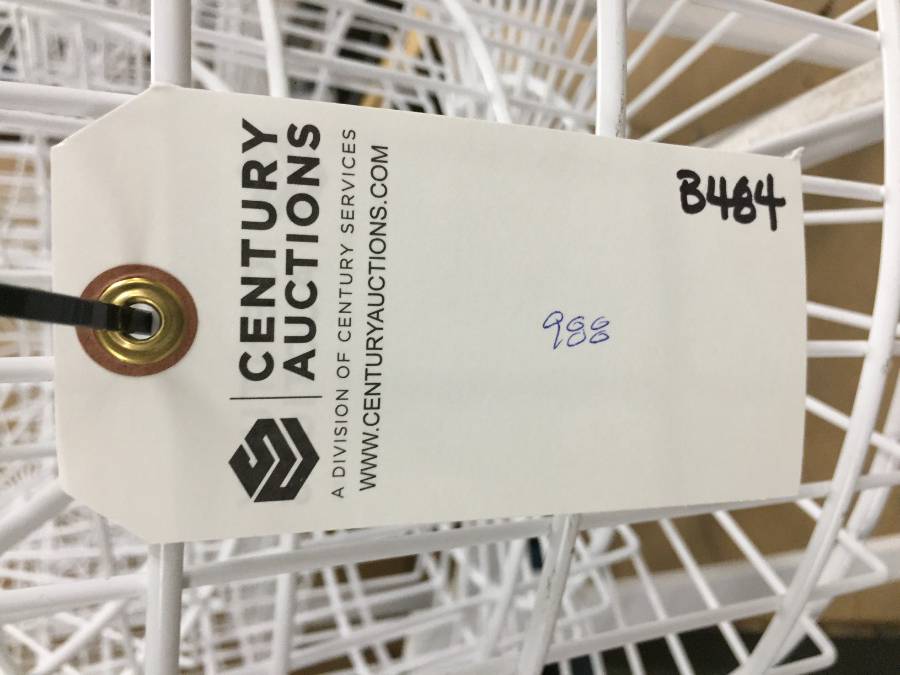 CENTURY
AUCTIONS
A DIVISION OF CENTURY SERVICES
WWW.CENTURYAUCTIONS.COM
988
B484